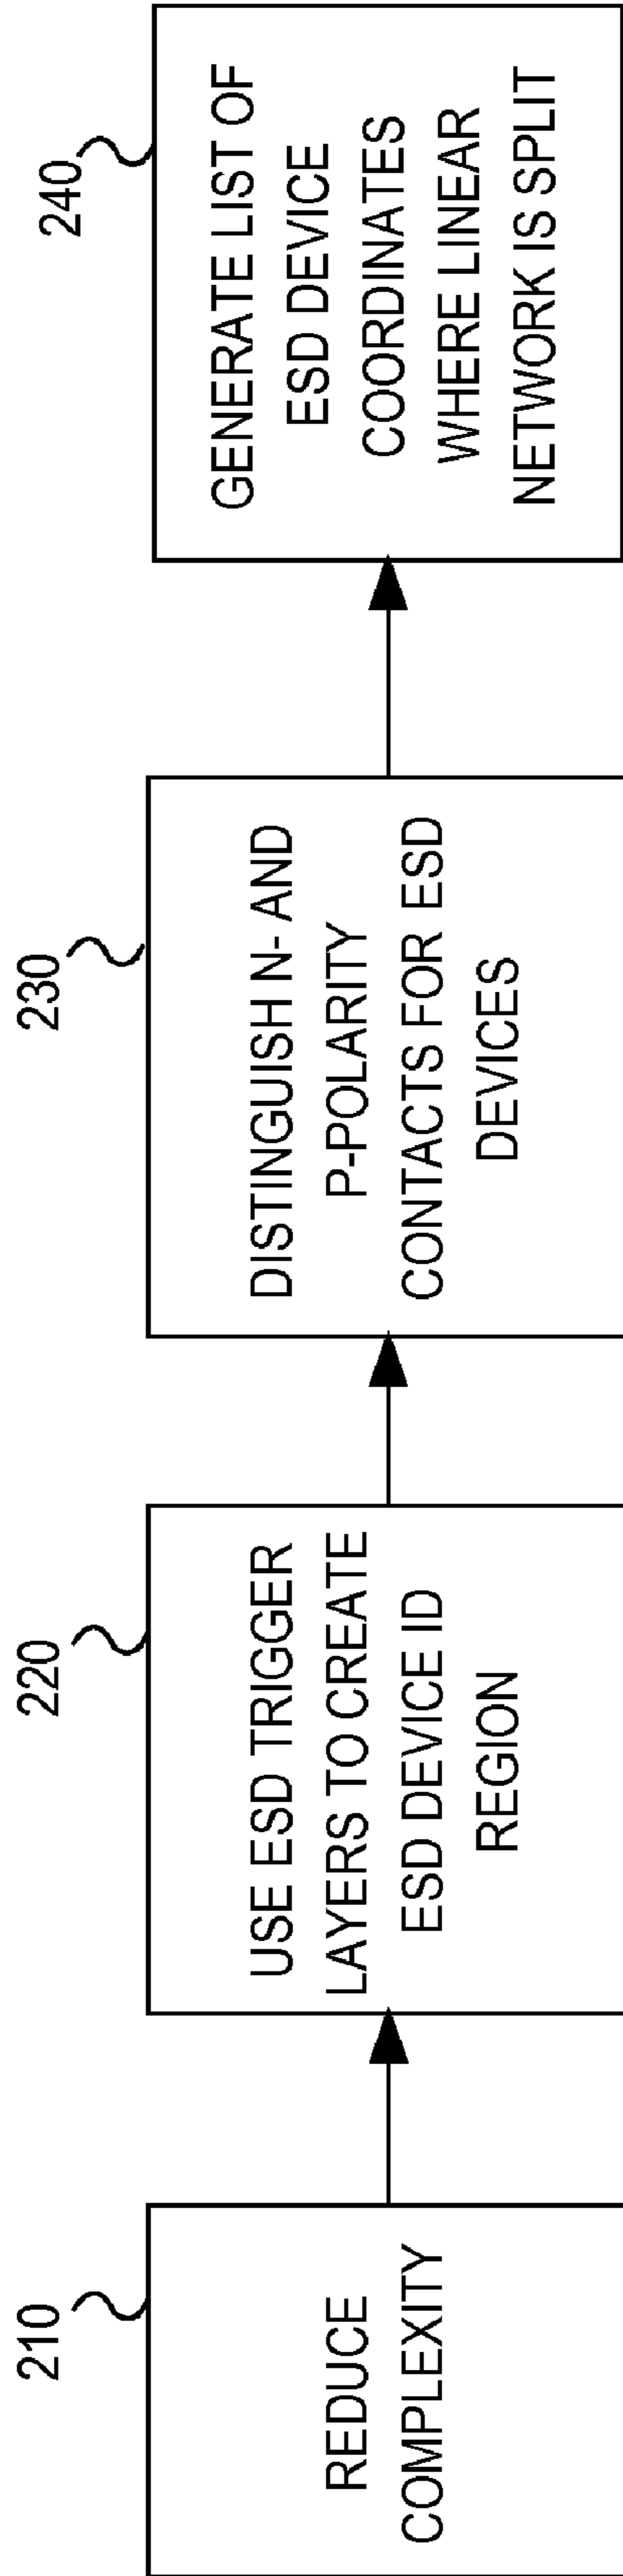 210
REDUCE
COMPLEXITY
220
USE ESD TRIGGER
LAYERS TO CREATE
ESD DEVICE ID
REGION
230
DISTINGUISH N- AND
P-POLARITY
CONTACTS FOR ESD
DEVICES
240
GENERATE LIST OF
ESD DEVICE
COORDINATES
WHERE LINEAR
NETWORK IS SPLIT